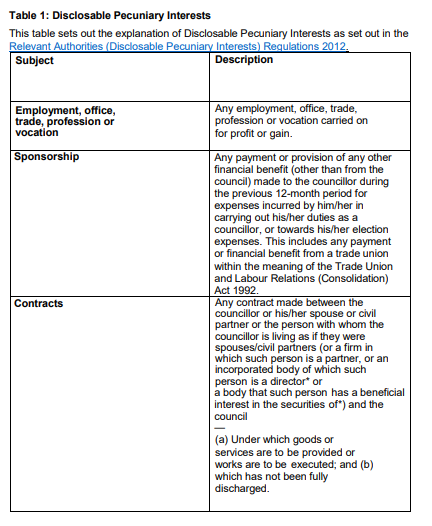 Table 1: Disclosable Pecuniary Interests
This table sets out the explanation of Disclosable Pecuniary Interests as set out in the
Relevant Authorities (Disclosable Pecuniary Interests) Regulations 2012.
Subject
Description
Employment, office,
trade, profession or
vocation
Any employment, office, trade,
profession or vocation carried on
for profit or gain.
Sponsorship
Any payment or provision of any other
financial benefit (other than from the
council) made to the councillor during
the previous 12-month period for
expenses incurred by him/her in
carrying out his/her duties as a
councillor, or towards his/her election
expenses. This includes any payment
or financial benefit from a trade union
within the meaning of the Trade Union
and Labour Relations (Consolidation)
Act 1992.
Contracts
Any contract made between the
councillor or his/her spouse or civil
partner or the person with whom the
councillor is living as if they were
spouses/civil partners (or a firm in
which such person is a partner, or an
incorporated body of which such
person is a director* or
a body that such person has a beneficial
interest in the securities of*) and the
council
—
(a) Under which goods or
services are to be provided or
works are to be executed; and (b)
which has not been fully
discharged.